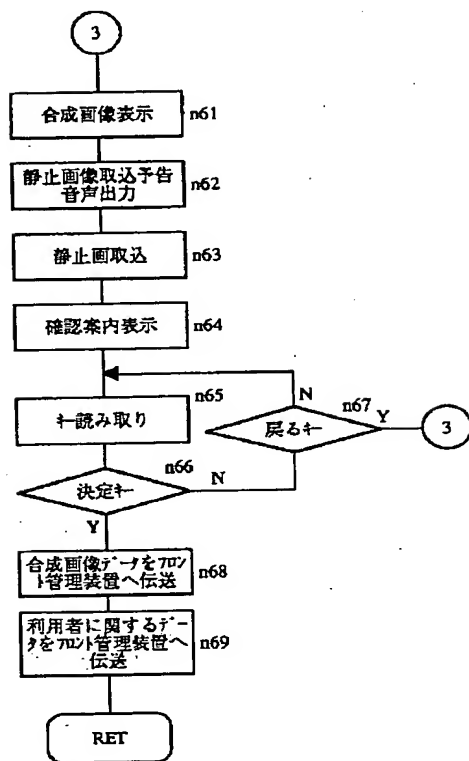 3
合成画像表示 n61
静止画像取込予告
音声出力 n62
静止画取込 n63
確認案内表示 n64
キー読み取り n65
決定キー n66
Y
N
戻るキー n67
N
Y
3
合成画像データをフロン
ト管理装置へ伝送 n68
利用者に関するデー
タをフロント管理装置へ
伝送 n69
RET